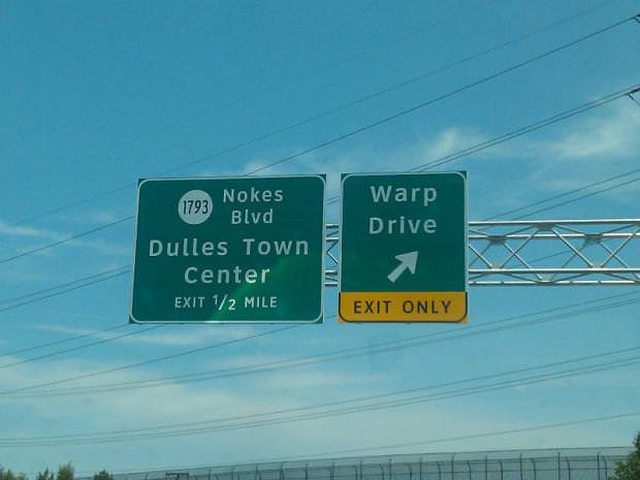 1793
Nokes
Blvd
Dulles Town
Center
EXIT 1/2 MILE
Warp
Drive
EXIT ONLY